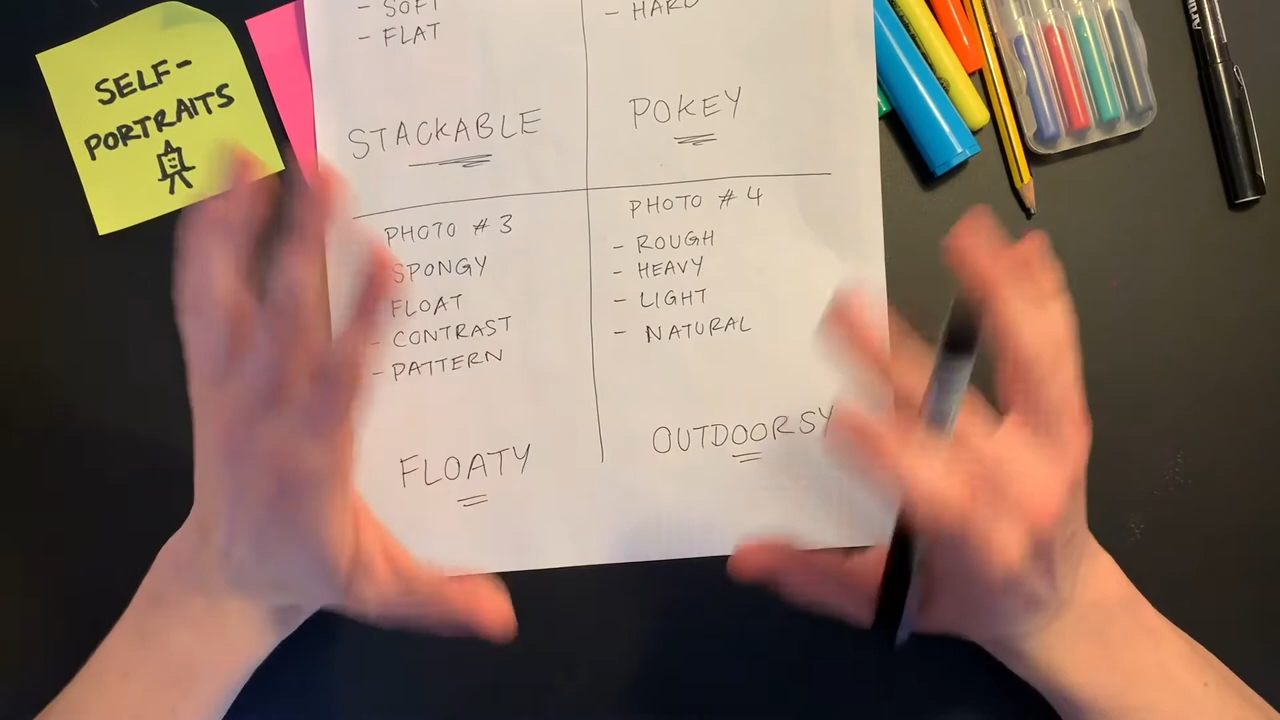 SELF-
PORTRAITS
- SOFT
- FLAT
STACKABLE
- HARD
POKEY
PHOTO # 3
SPONGY
FLOAT
- CONTRAST
- PATTERN
FLOATY
PHOTO # 4
- ROUGH
- HEAVY
- LIGHT
- NATURAL
OUTDOORSY